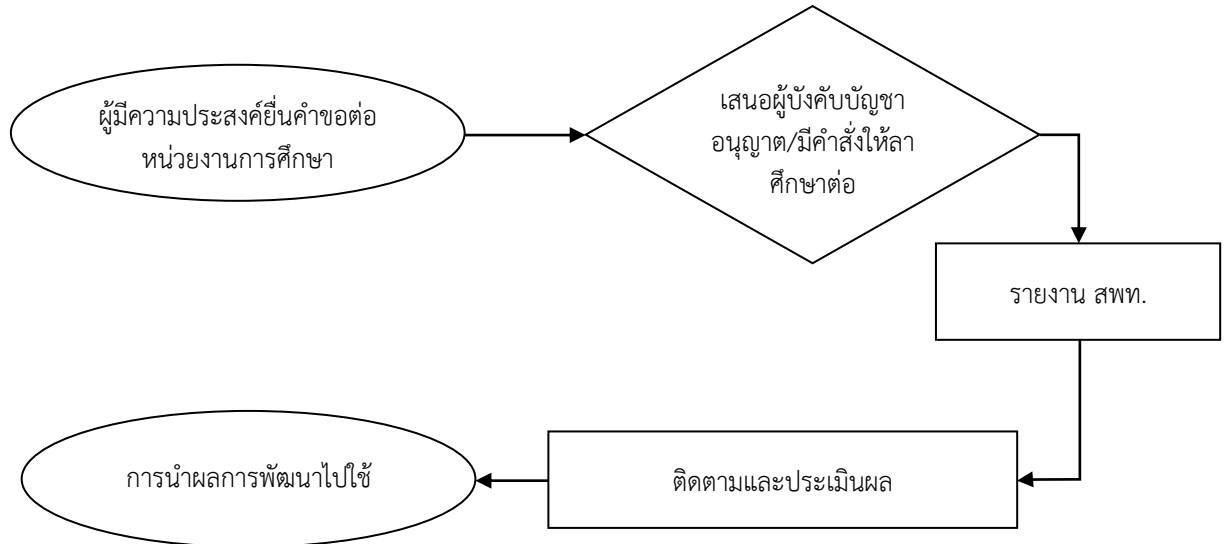 ผู้มีความประสงค์ยื่นคำขอต่อ
หน่วยงานการศึกษา
เสนอผู้บังคับบัญชา
อนุญาต/มีคำสั่งให้ลา
ศึกษาต่อ
รายงาน สพท.
ติดตามและประเมินผล
การนำผลการพัฒนาไปใช้